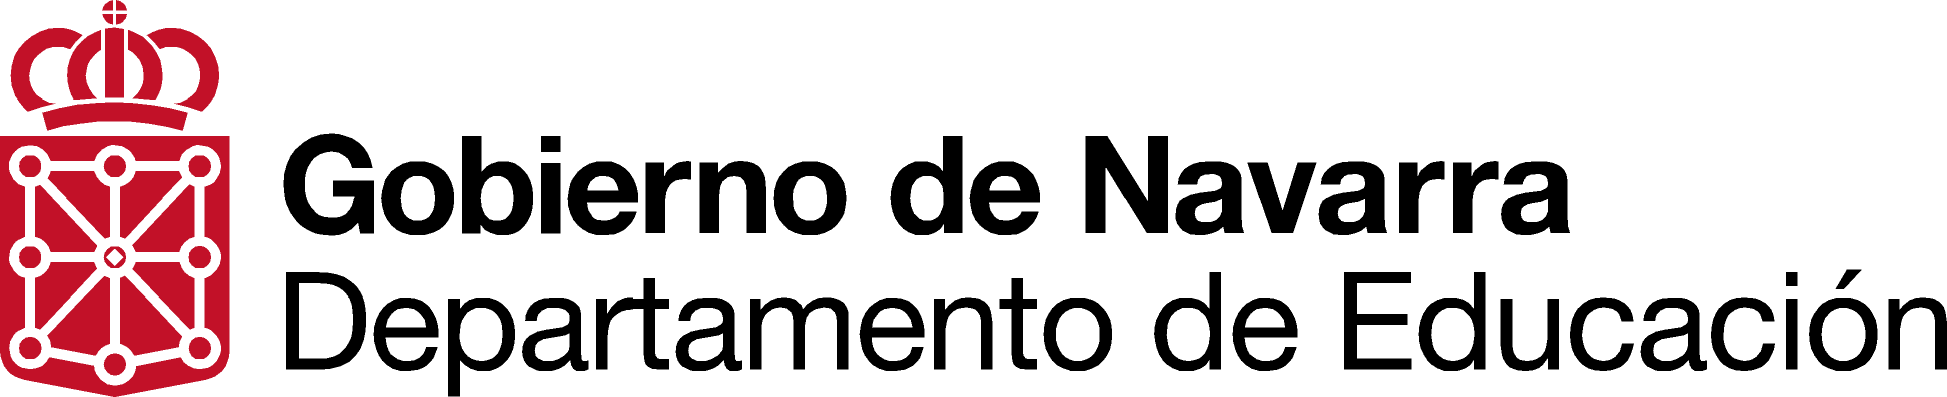 Gobierno de Navarra
Departamento de Educación